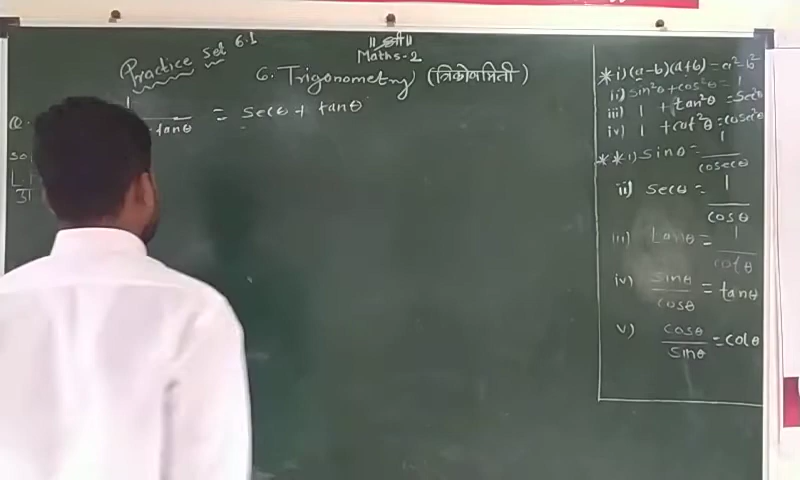 ॥ श्री ॥
Maths-2
Practice Set 6.1
6. Trigonometry (त्रिकोणमिती)
1
tanθ = secθ + tanθ
* i) (a-b)(a+b) = a²-b²
ii) sin²θ + cos²θ = 1
iii) 1 + tan²θ = sec²θ
iv) 1 + cot²θ = cosec²θ
** i) sinθ = 1/cosecθ
ii) secθ = 1/cosθ
iii) tanθ = 1/cotθ
iv) sinθ/cosθ = tanθ
v) cosθ/sinθ = cotθ